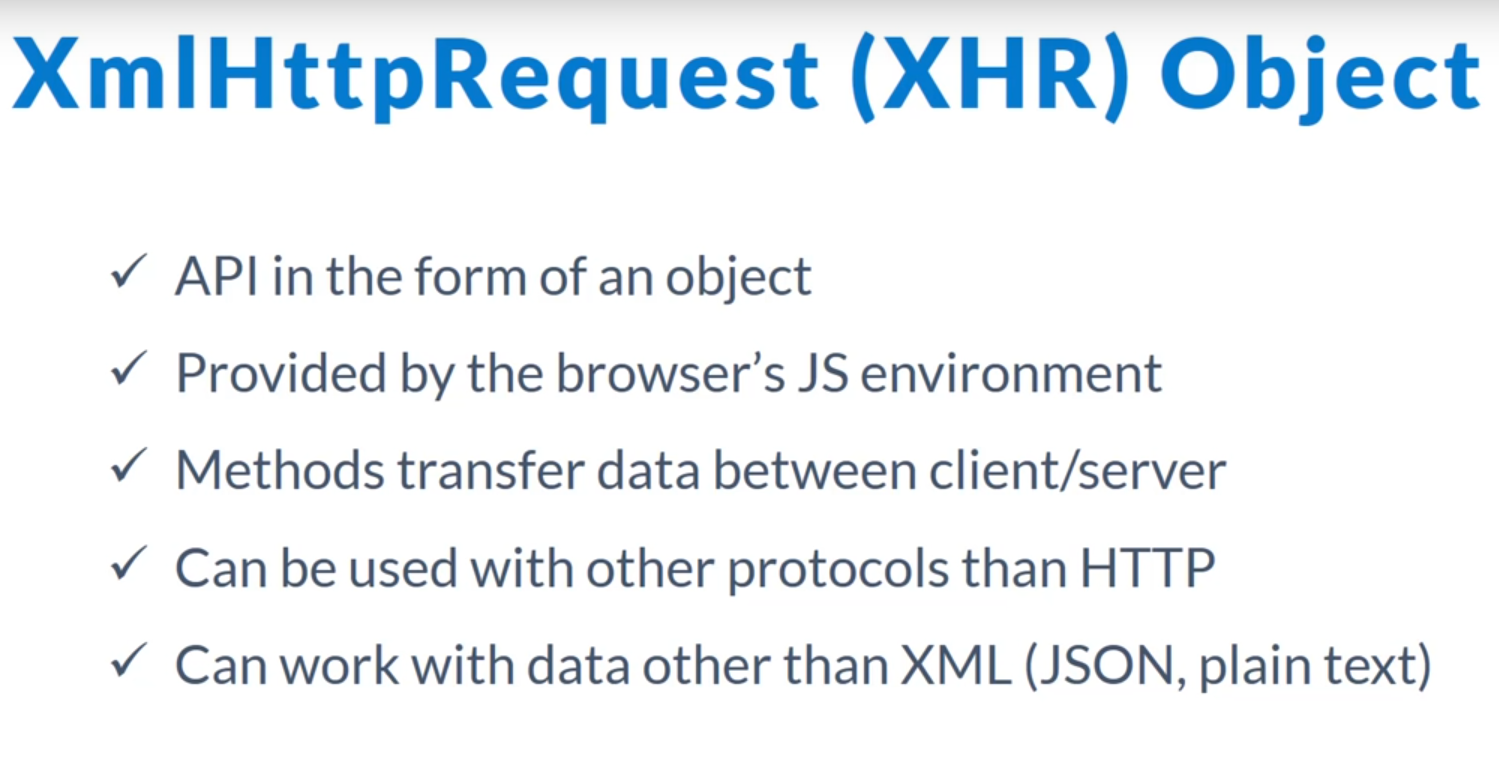 XmlHttpRequest (XHR) Object
✓ API in the form of an object
✓ Provided by the browser’s JS environment
✓ Methods transfer data between client/server
✓ Can be used with other protocols than HTTP
✓ Can work with data other than XML (JSON, plain text)